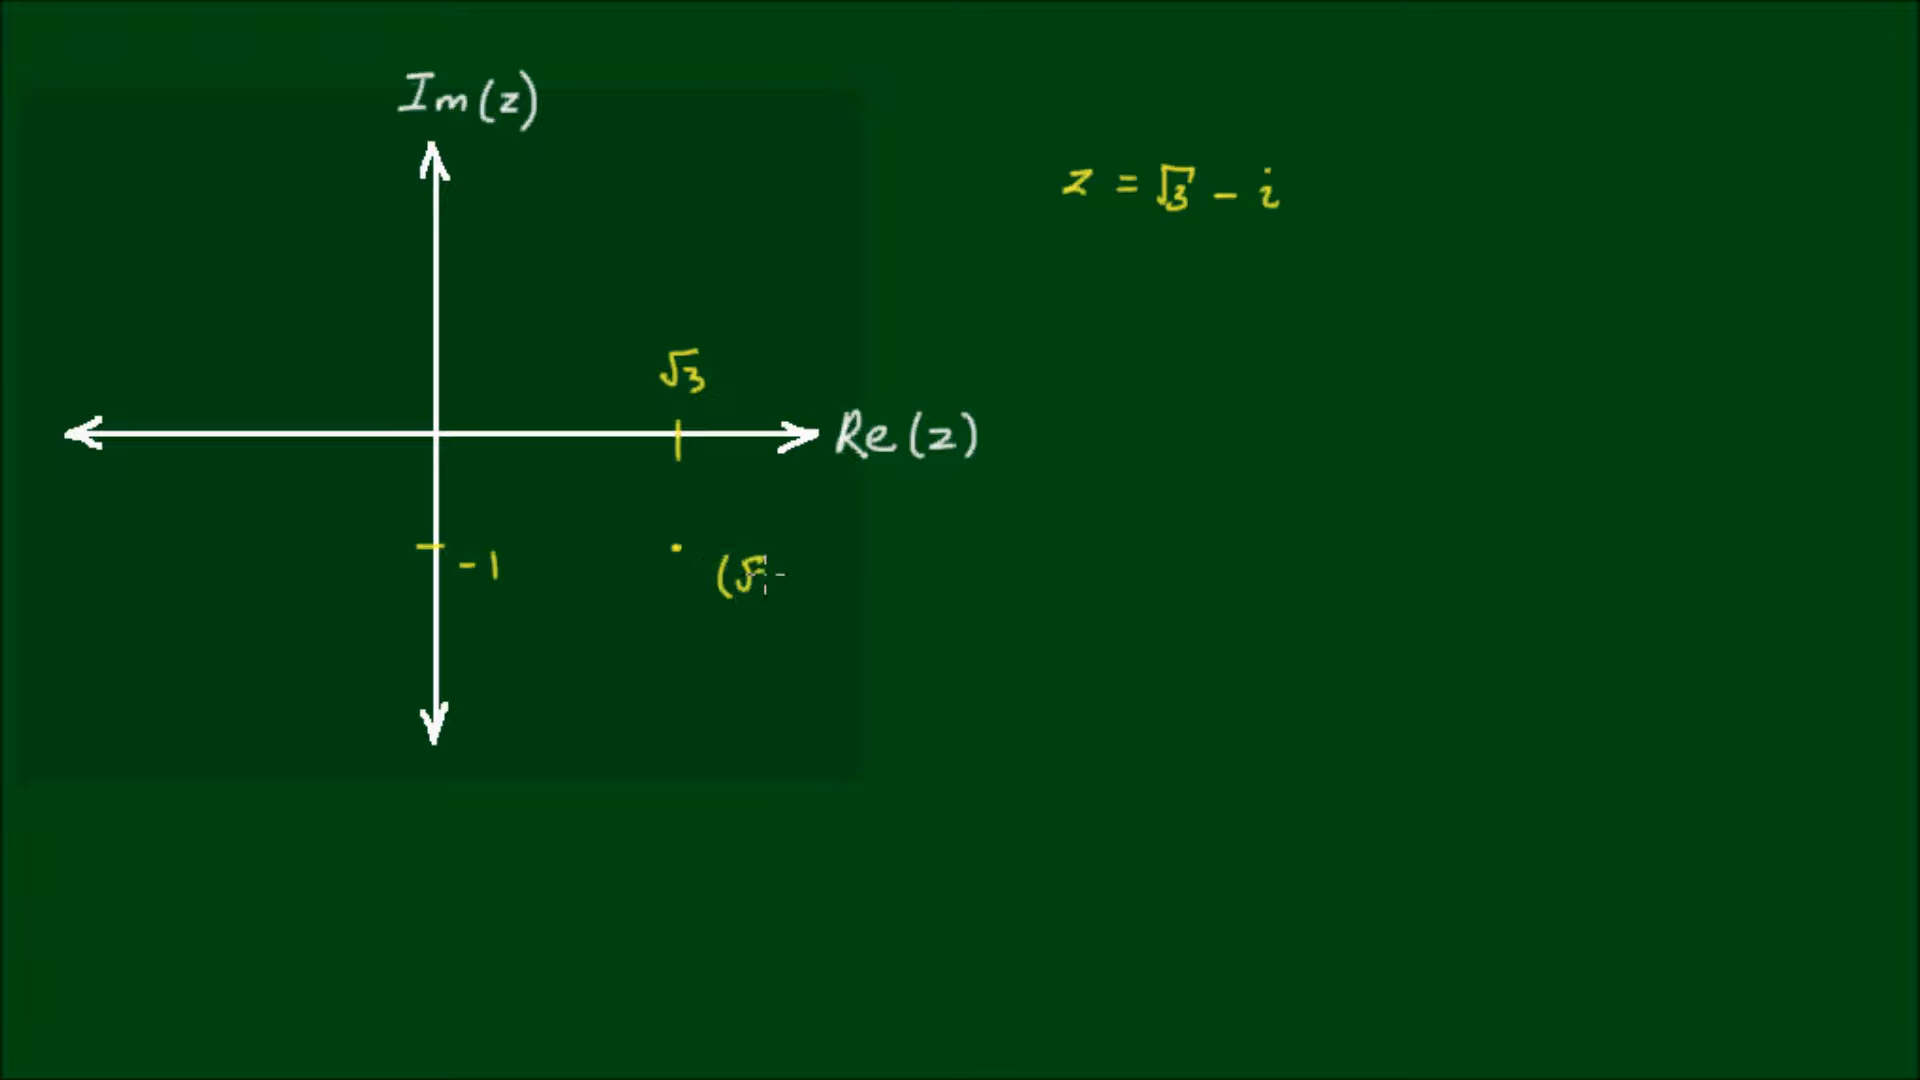 Im(z)
z = √3 - i
√3
Re(z)
-1
(√